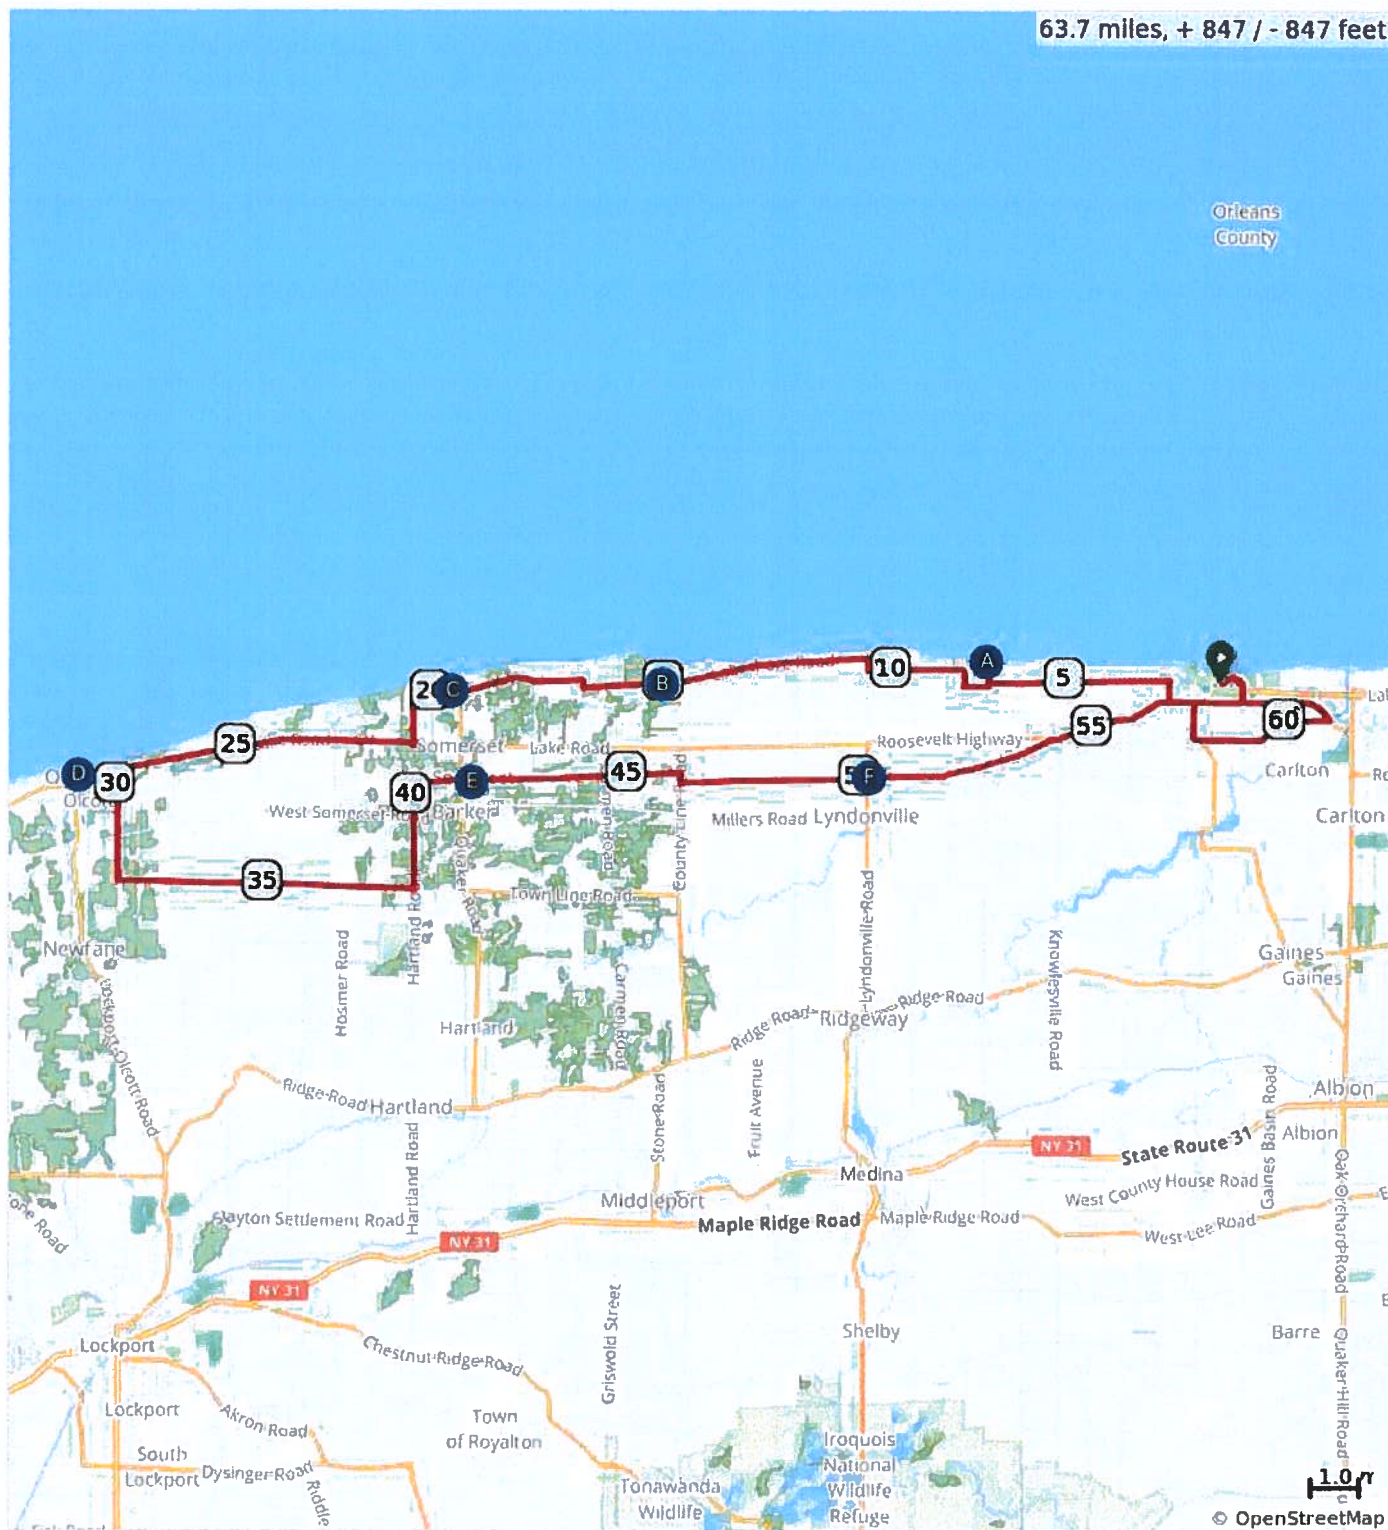 63.7 miles, + 847 / - 847 feet
Orleans
County
A
10
5
B
C
60
55
25
Somerset
Lake Road
Roosevelt Highway
D
30
45
F
E
40
Carlton
West Somerset Road
Barker
Millers Road
Lyndonville
Carlton
County Line Road
35
Town Line Road
Quaker Road
Lyndonville Road
Newfane
Hosmer Road
Hartland Road
Carmen Road
Knowlesville Road
Gaines
Gaines
Hartland
Ridge Road
Ridge Road
Ridgeway
Lockport-Olcott Road
Ridge Road
Hartland
Stone Road
Fruit Avenue
Gaines Basin Road
Albion
Hartland Road
NY 31
State Route 31
Albion
Medina
West County House Road
Middleport
Slayton Settlement Road
Maple Ridge Road
Maple Ridge Road
West Lee Road
Oak Orchard Road
NY 31
NY 31
Griswold Street
Shelby
Barre
Lockport
Chestnut Ridge Road
Quaker Hill Road
Lockport
Akron Road
Town
of Royalton
South
Lockport
Dysinger Road
Iroquois
National
Wildlife
Refuge
Tonawanda
Wildlife
1.0
© OpenStreetMap